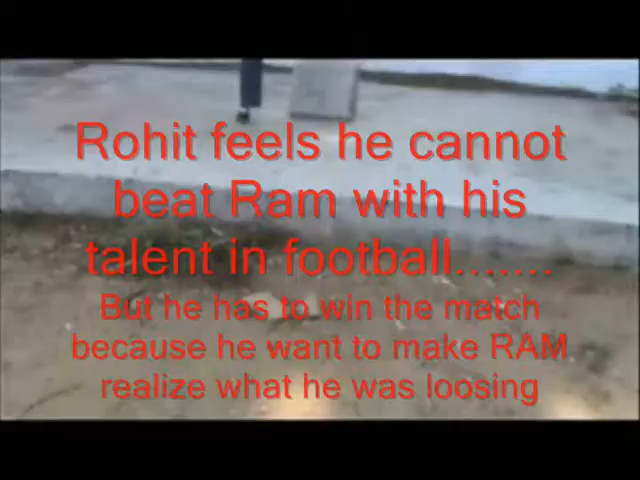 Rohit feels he cannot
beat Ram with his
talent in football.......
But he has to win the match
because he want to make RAM
realize what he was loosing